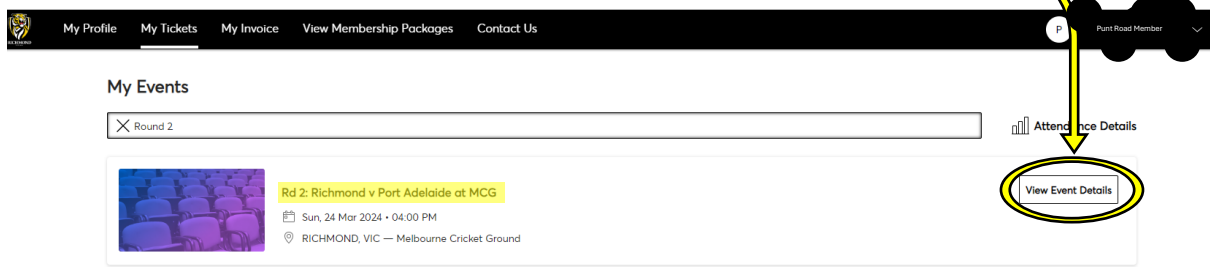 RICHMOND
My Profile My Tickets My Invoice View Membership Packages Contact Us P Punt Road Member
My Events
Round 2
Attendance Details
Rd 2: Richmond v Port Adelaide at MCG
View Event Details
Sun, 24 Mar 2024 • 04:00 PM
RICHMOND, VIC — Melbourne Cricket Ground